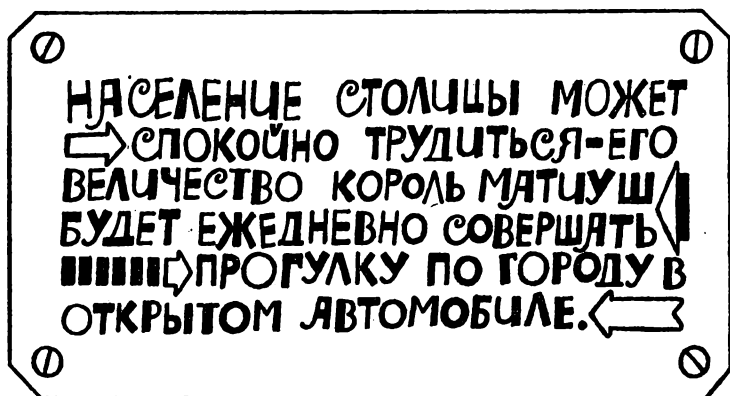 НАСЕЛЕНИЕ СТОЛИЦЫ МОЖЕТ
СПОКОЙНО ТРУДИТЬСЯ-ЕГО
ВЕЛИЧЕСТВО КОРОЛЬ МАТИУШ
БУДЕТ ЕЖЕДНЕВНО СОВЕРШАТЬ
ПРОГУЛКУ ПО ГОРОДУ В
ОТКРЫТОМ АВТОМОБИЛЕ.